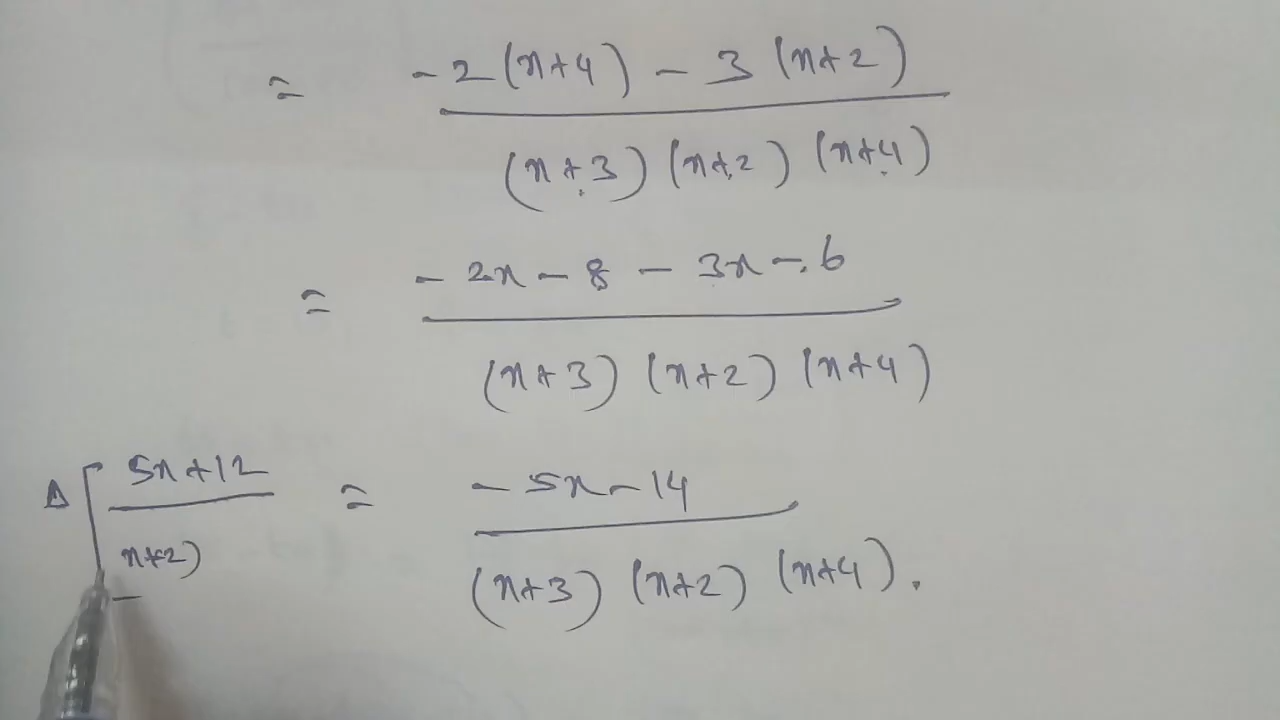 = -2(x+4) - 3(x+2)
(x+3) (x+2) (x+4)
= -2x - 8 - 3x - 6
(x+3) (x+2) (x+4)
Δ [ 5x+12 = -5x-14
x+2) (x+3) (x+2) (x+4).